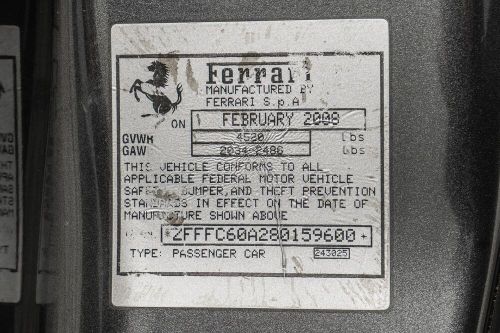 Ferrari
MANUFACTURED BY
FERRARI S.p.A
ON FEBRUARY 2008
GVWR 4520 lbs
GAW 2034-2486 lbs
THIS VEHICLE CONFORMS TO ALL
APPLICABLE FEDERAL MOTOR VEHICLE
BUMPER, AND THEFT PREVENTION
STANDARDS IN EFFECT ON THE DATE OF
MANUFACTURE SHOWN ABOVE
*ZFFFC60A280159600*
TYPE: PASSENGER CAR 243025